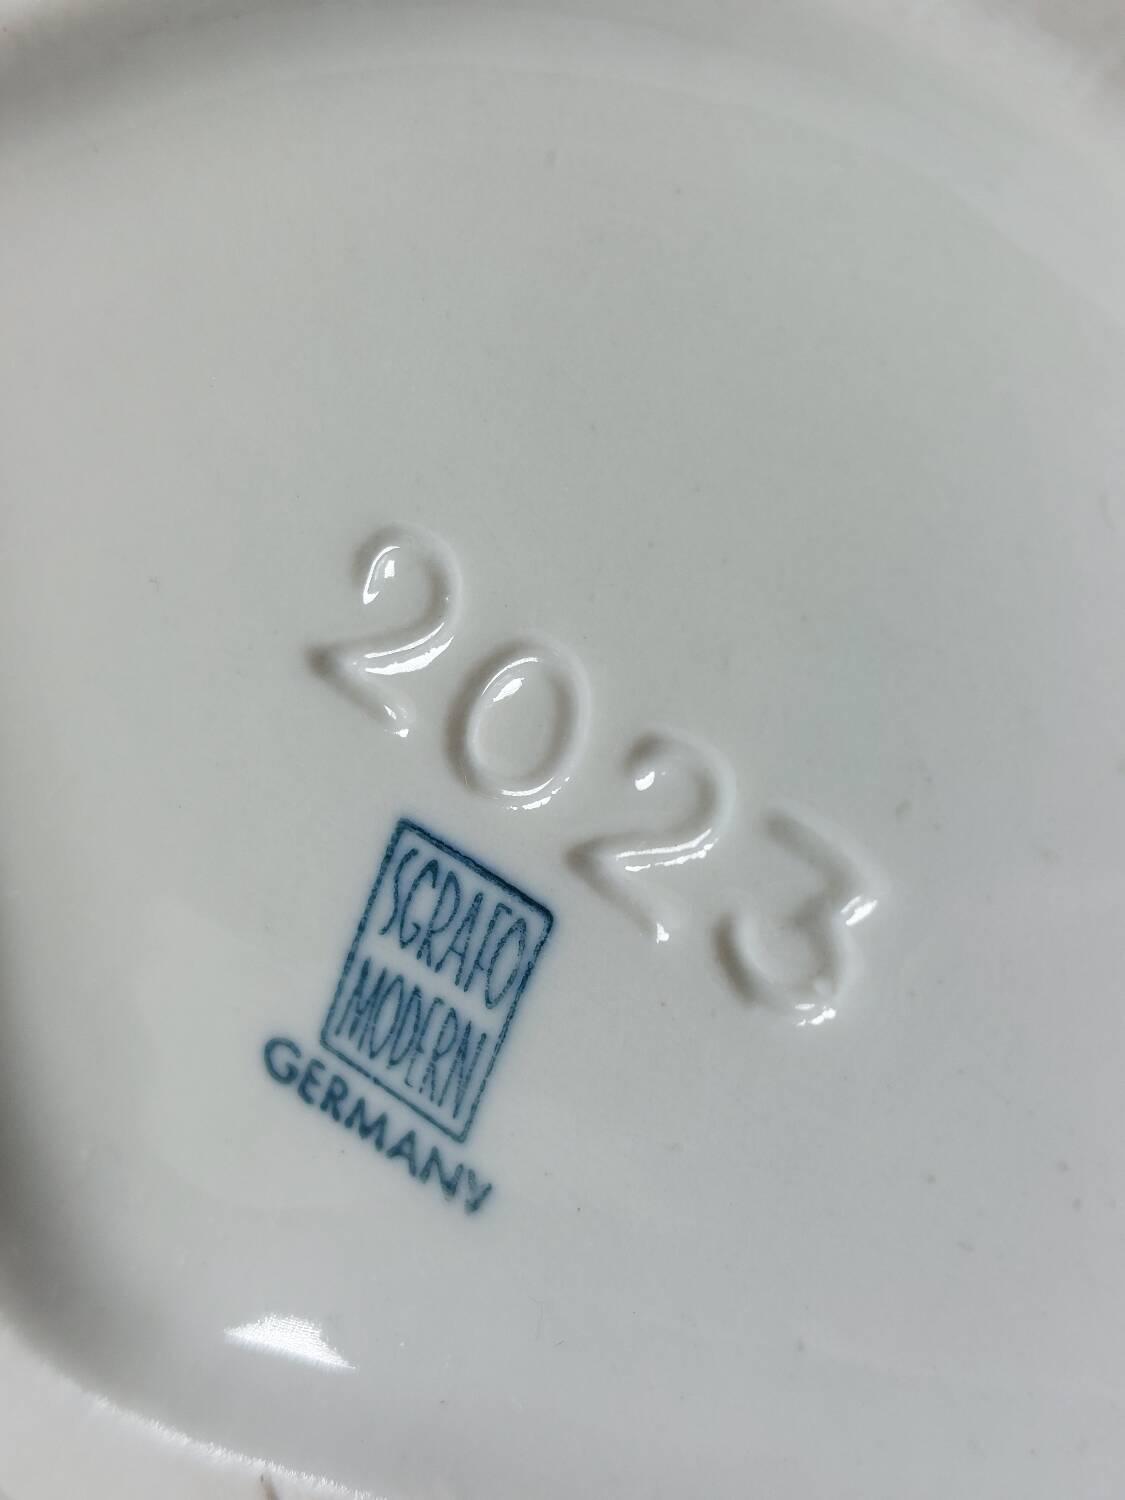 2023
SGRAFO
MODERN
GERMANY